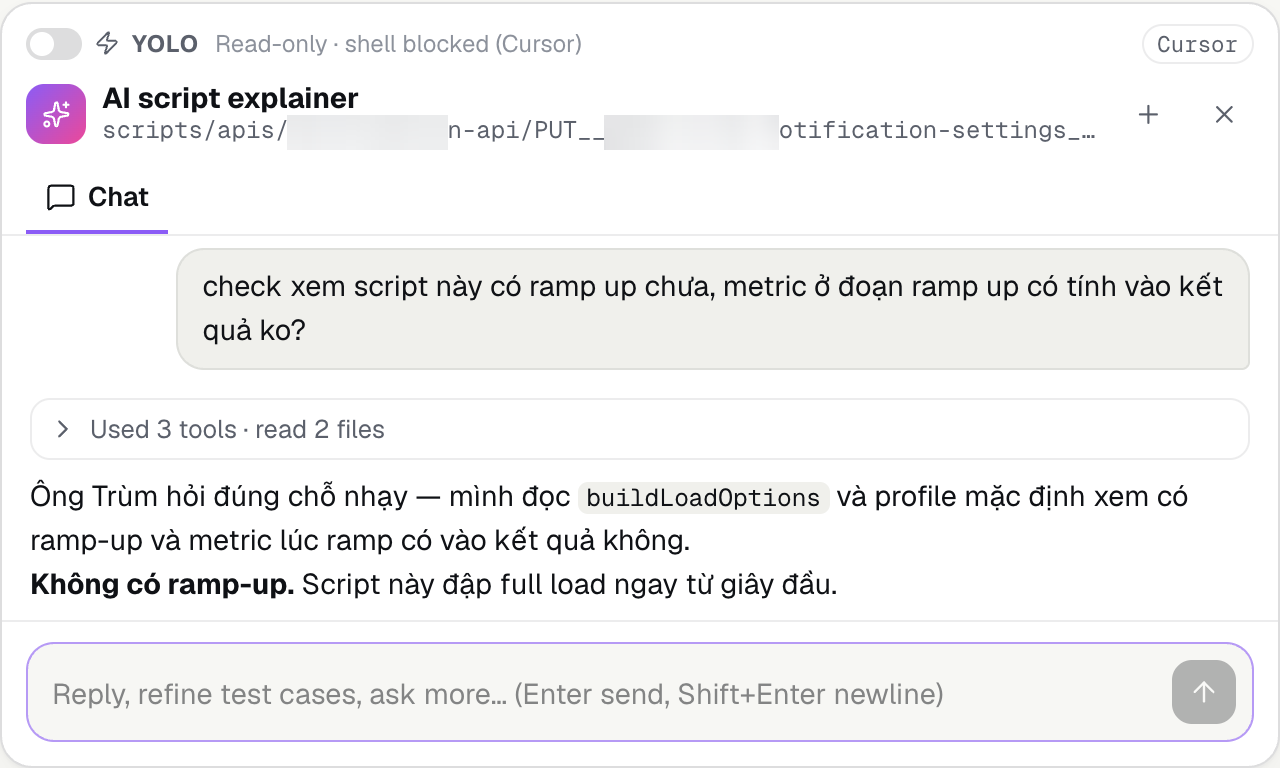 YOLO Read-only · shell blocked (Cursor) Cursor
AI script explainer
scripts/apis/ n-api/PUT__ otification-settings_…
Chat
check xem script này có ramp up chưa, metric ở đoạn ramp up có tính vào kết
quả ko?
Used 3 tools · read 2 files
Ông Trùm hỏi đúng chỗ nhạy — mình đọc buildLoadOptions và profile mặc định xem có
ramp-up và metric lúc ramp có vào kết quả không.
Không có ramp-up. Script này đập full load ngay từ giây đầu.
Reply, refine test cases, ask more... (Enter send, Shift+Enter newline)